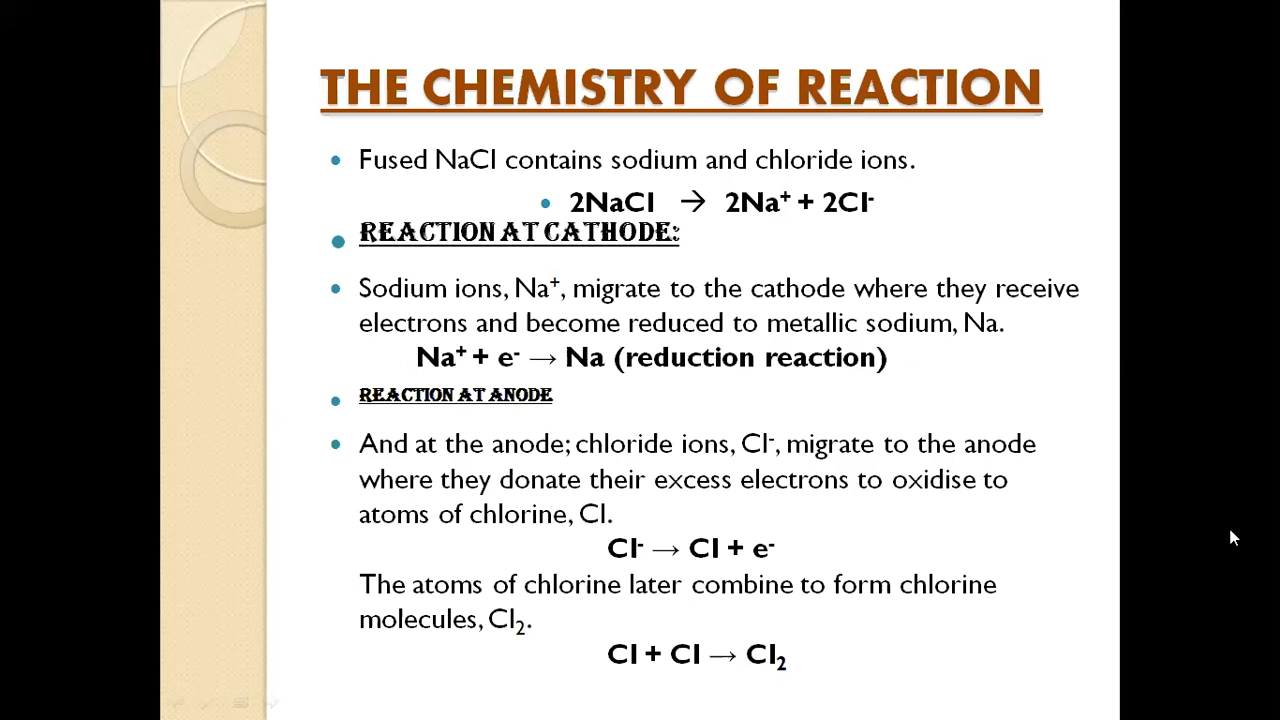 THE CHEMISTRY OF REACTION
• Fused NaCl contains sodium and chloride ions.
• 2NaCl → 2Na⁺ + 2Cl⁻
• REACTION AT CATHODE:
• Sodium ions, Na⁺, migrate to the cathode where they receive
electrons and become reduced to metallic sodium, Na.
Na⁺ + e⁻ → Na (reduction reaction)
• REACTION AT ANODE
• And at the anode; chloride ions, Cl⁻, migrate to the anode
where they donate their excess electrons to oxidise to
atoms of chlorine, Cl.
Cl⁻ → Cl + e⁻
The atoms of chlorine later combine to form chlorine
molecules, Cl₂.
Cl + Cl → Cl₂